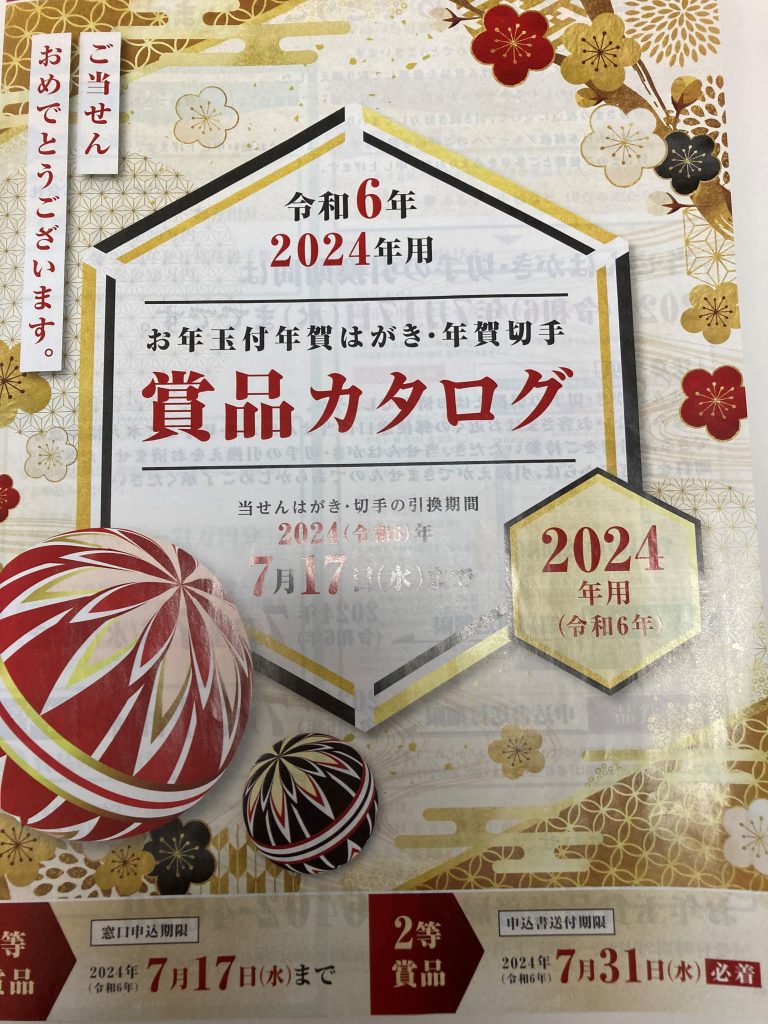 ご当せん
おめでとうございます。
令和6年
2024年用
お年玉付年賀はがき・年賀切手
賞品カタログ
当せんはがき・切手の引換期間
2024(令和6)年
7月17日(水)まで
2024
年用
(令和6年)
等
賞品
窓口申込期限
2024年
(令和6年)
7月17日(水)まで
2等
賞品
申込書送付期限
2024年
(令和6年)
7月31日(水)必着